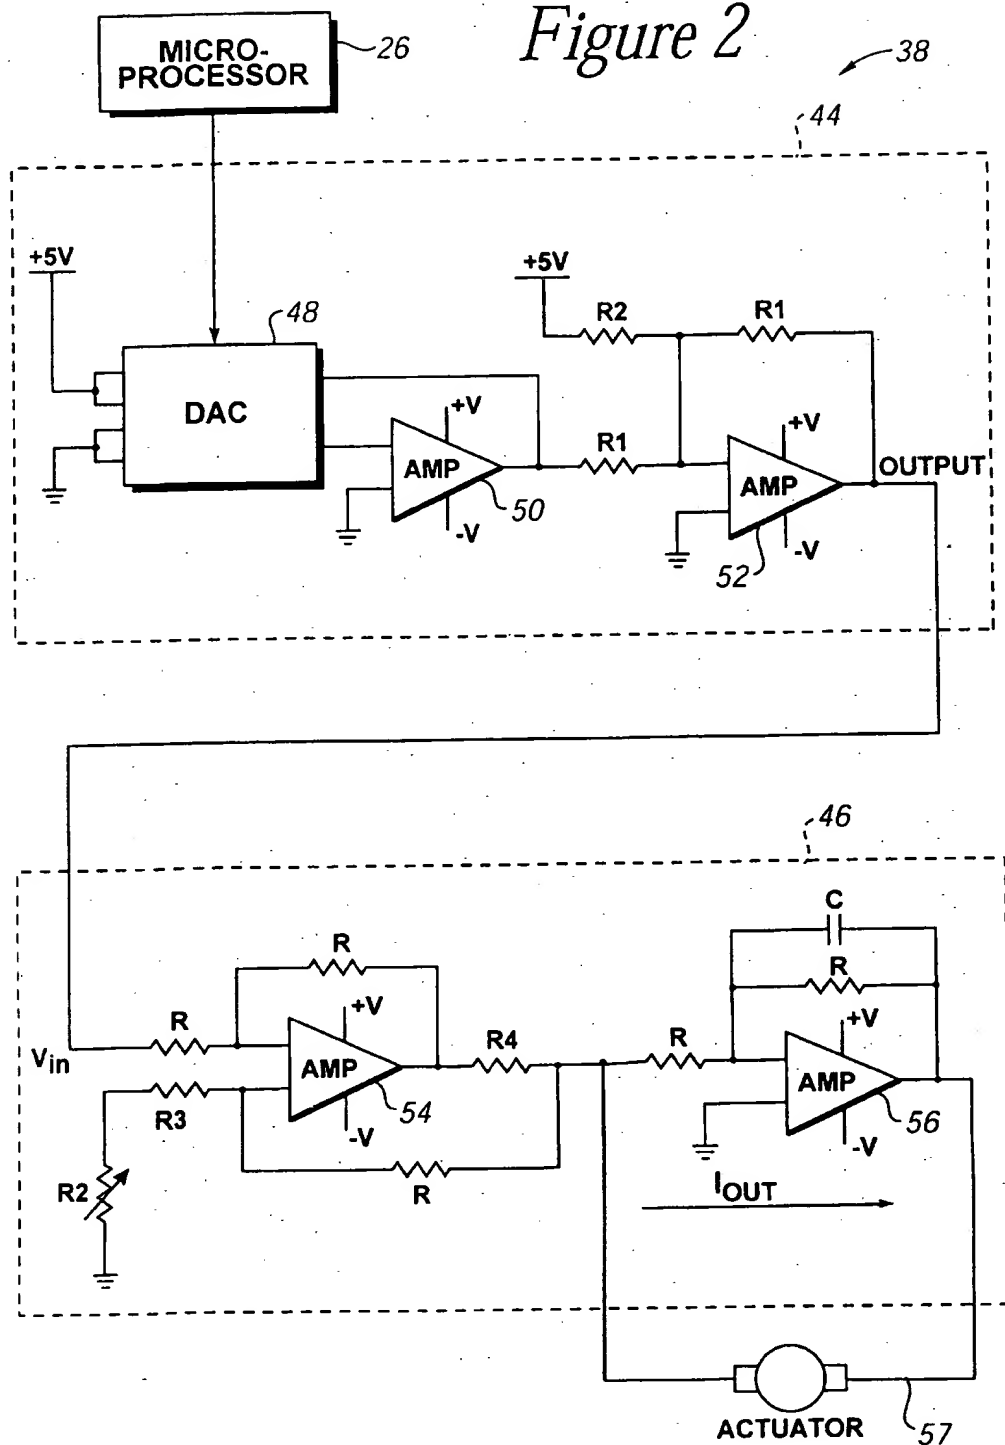 Figure 2
MICRO-
PROCESSOR
26
38
44
+5V
+5V
R2
R1
48
DAC
+V
AMP
-V
50
R1
+V
AMP
-V
52
OUTPUT
46
C
R
R
+V
R
Vin
AMP
R4
R
+V
AMP
R3
-V
54
56
-V
R2
R
IOUT
ACTUATOR
57